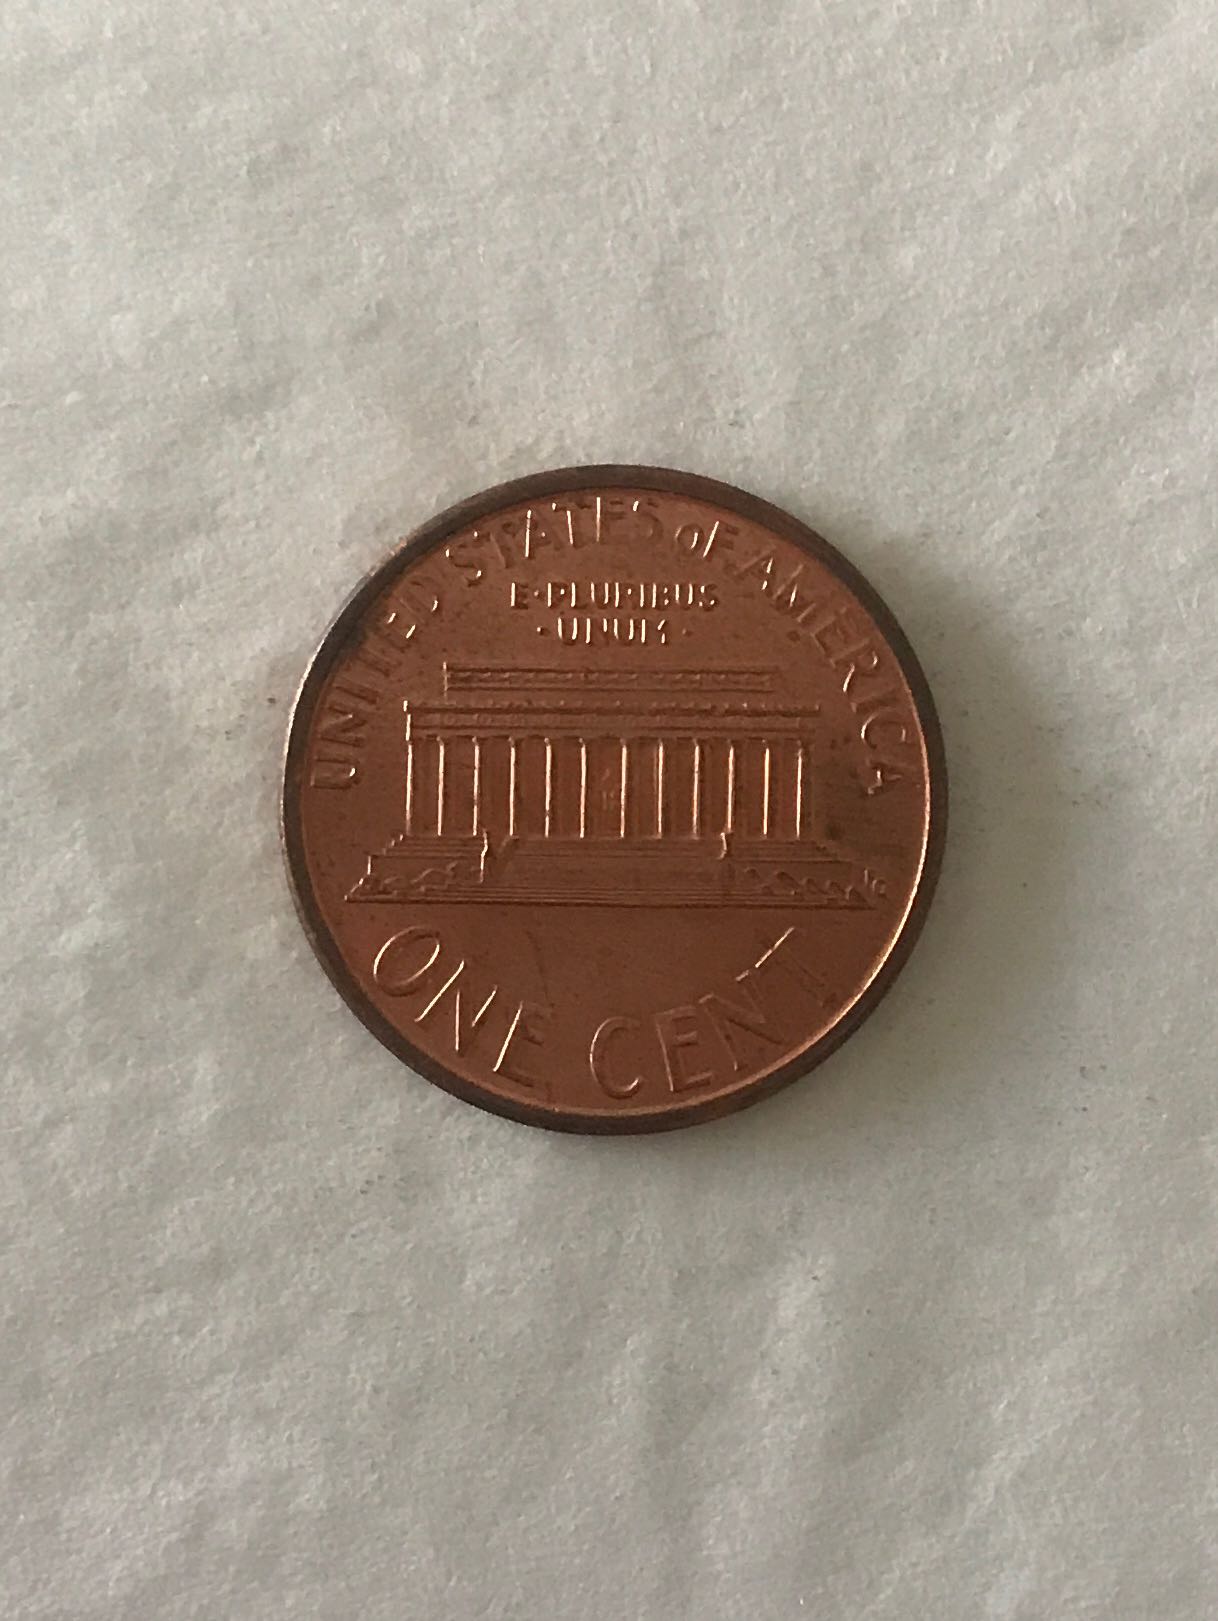 UNITED STATES OF AMERICA
E·PLURIBUS
·UNUM·
ONE CENT